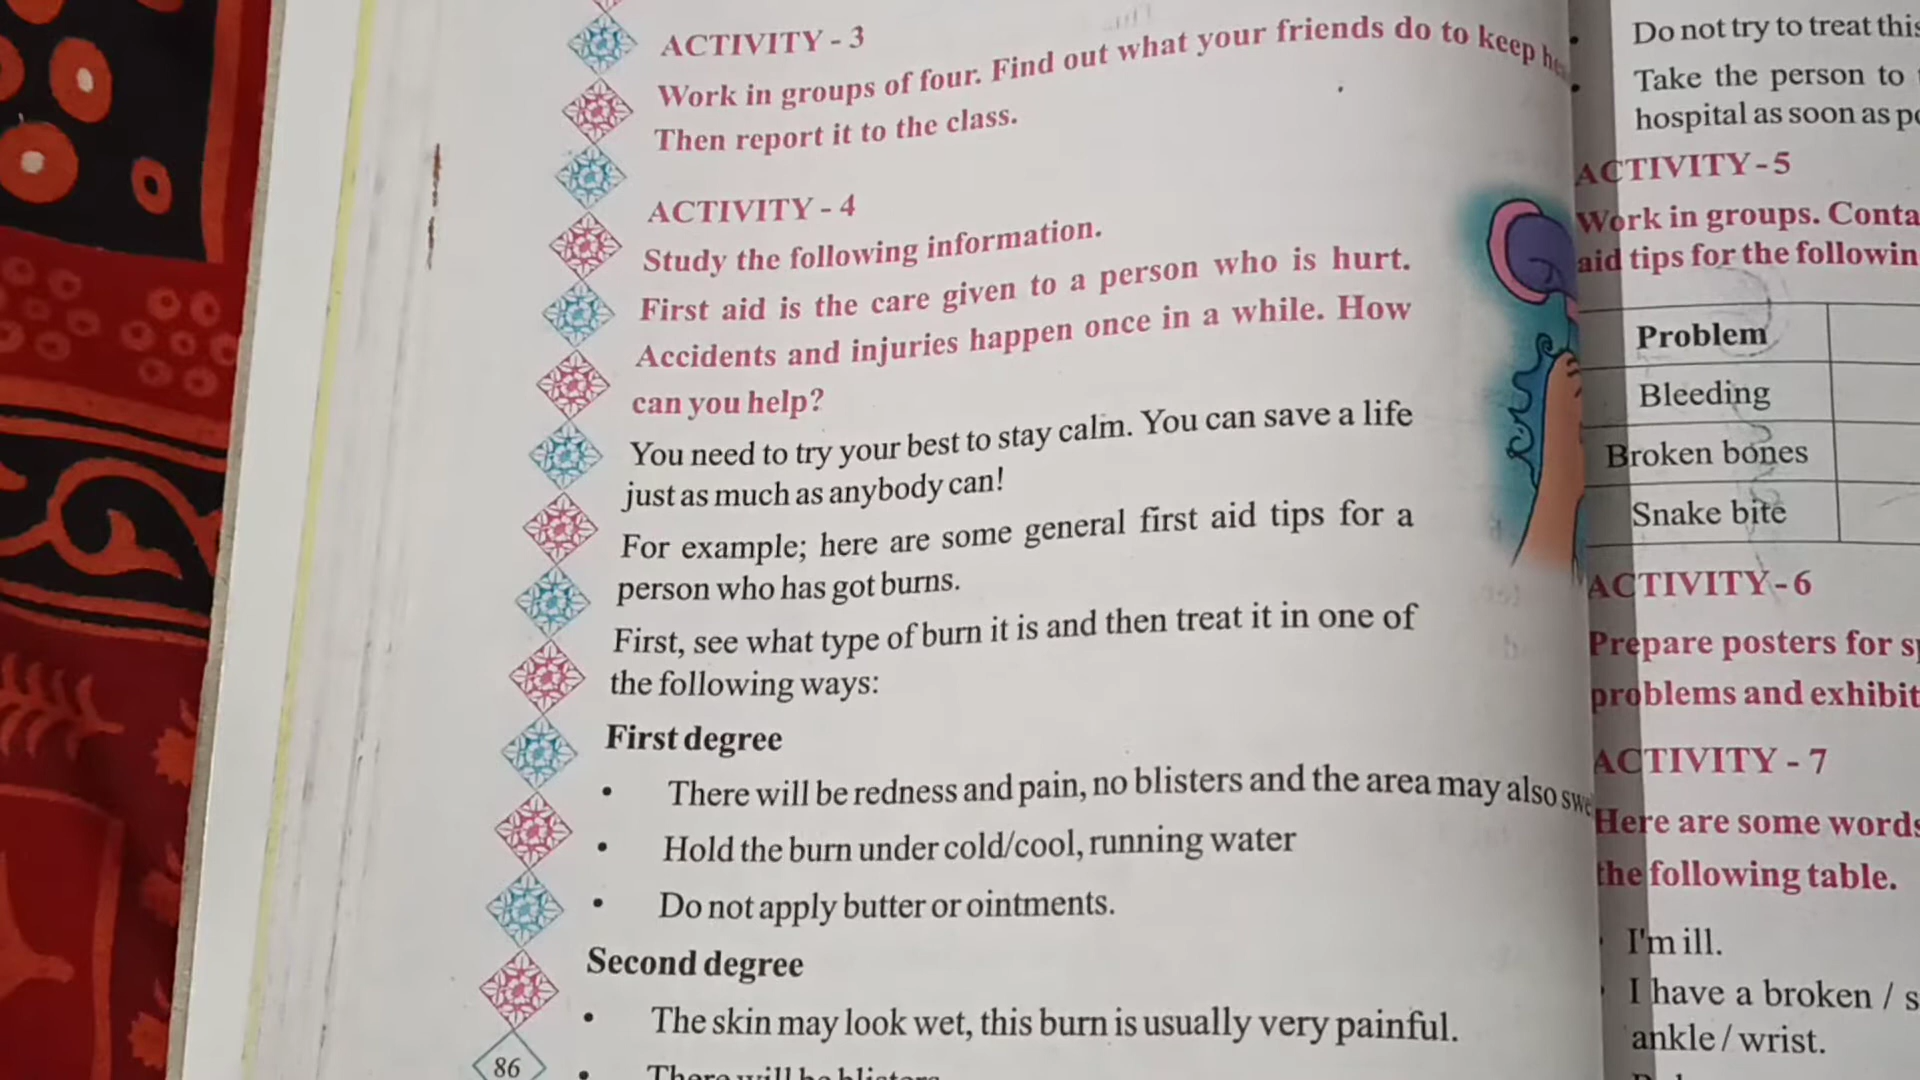 ACTIVITY - 3
Work in groups of four. Find out what your friends do to keep
Then report it to the class.
ACTIVITY - 4
Study the following information.
First aid is the care given to a person who is hurt.
Accidents and injuries happen once in a while. How
can you help?
You need to try your best to stay calm. You can save a life
just as much as anybody can!
For example; here are some general first aid tips for a
person who has got burns.
First, see what type of burn it is and then treat it in one of
the following ways:
First degree
• There will be redness and pain, no blisters and the area may also
• Hold the burn under cold/cool, running water
• Do not apply butter or ointments.
Second degree
• The skin may look wet, this burn is usually very painful.
• There will be blisters
86
• Do not try to treat this
• Take the person to
hospital as soon as
ACTIVITY - 5
Work in groups.
aid tips for the
Problem
Bleeding
Broken bones
Snake bite
ACTIVITY - 6
Prepare posters for
problems and
ACTIVITY - 7
Here are some words
the following table.
• I'm ill.
• I have a broken /
ankle / wrist.